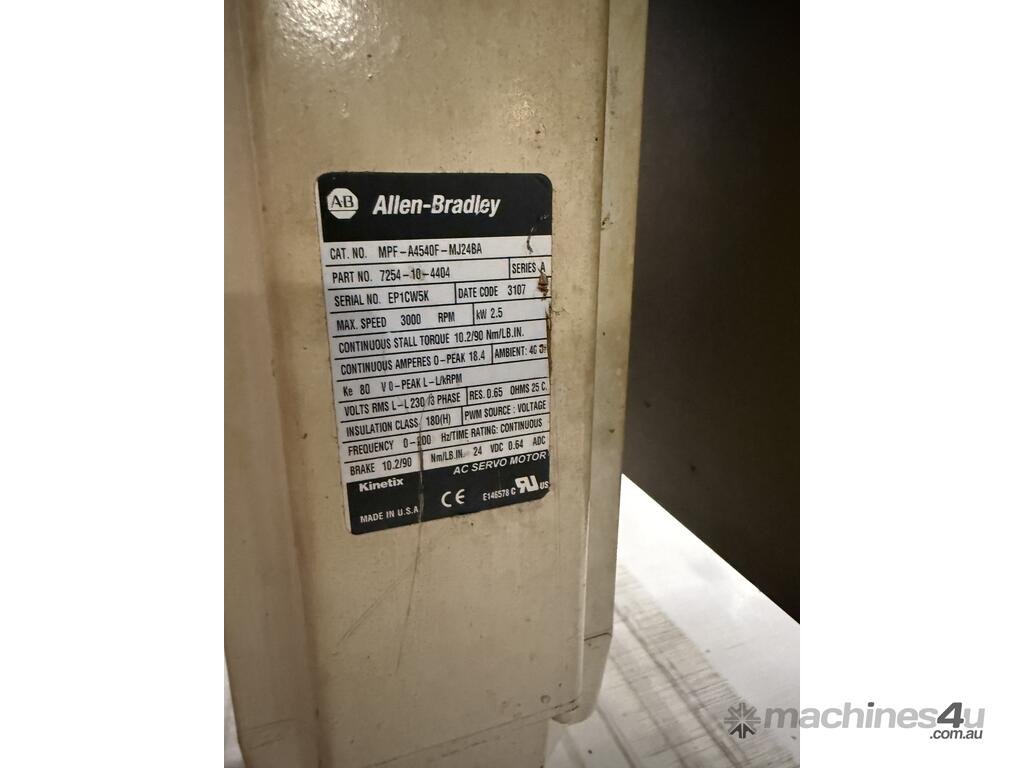 AB Allen-Bradley
CAT. NO. MPF-A4540F-MJ24BA
PART NO. 7254-10-4404 SERIES A
SERIAL NO. EP1CW5K DATE CODE 3107
MAX. SPEED 3000 RPM kW 2.5
CONTINUOUS STALL TORQUE 10.2/90 Nm/LB.IN.
CONTINUOUS AMPERES 0-PEAK 18.4 AMBIENT:
Ke 80 V 0-PEAK L-L/kRPM
VOLTS RMS L-L 230/3 PHASE RES. 0.65 OHMS 25 C.
INSULATION CLASS 180(H) PWM SOURCE: VOLTAGE
FREQUENCY Hz/TIME RATING: CONTINUOUS
BRAKE 10.2/90 Nm/LB.IN. 24 VDC 0.64 ADC
Kinetix AC SERVO MOTOR
MADE IN U.S.A CE E146578 C RU US
machines4u
.com.au